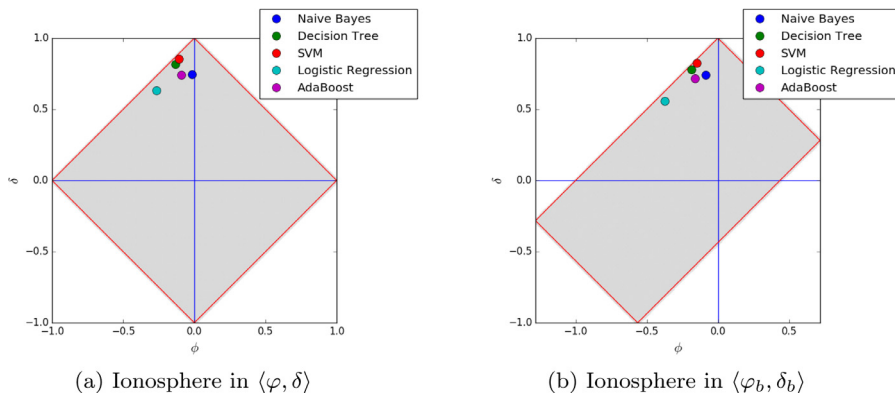 Naive Bayes
Decision Tree
SVM
Logistic Regression
AdaBoost
1.0
0.5
0.0
−0.5
−1.0
δ
−1.0 −0.5 0.0 0.5 1.0
ϕ
(a) Ionosphere in ⟨φ, δ⟩
Naive Bayes
Decision Tree
SVM
Logistic Regression
AdaBoost
1.0
0.5
0.0
−0.5
−1.0
δ
−1.0 −0.5 0.0 0.5
ϕ
(b) Ionosphere in ⟨φ_b, δ_b⟩